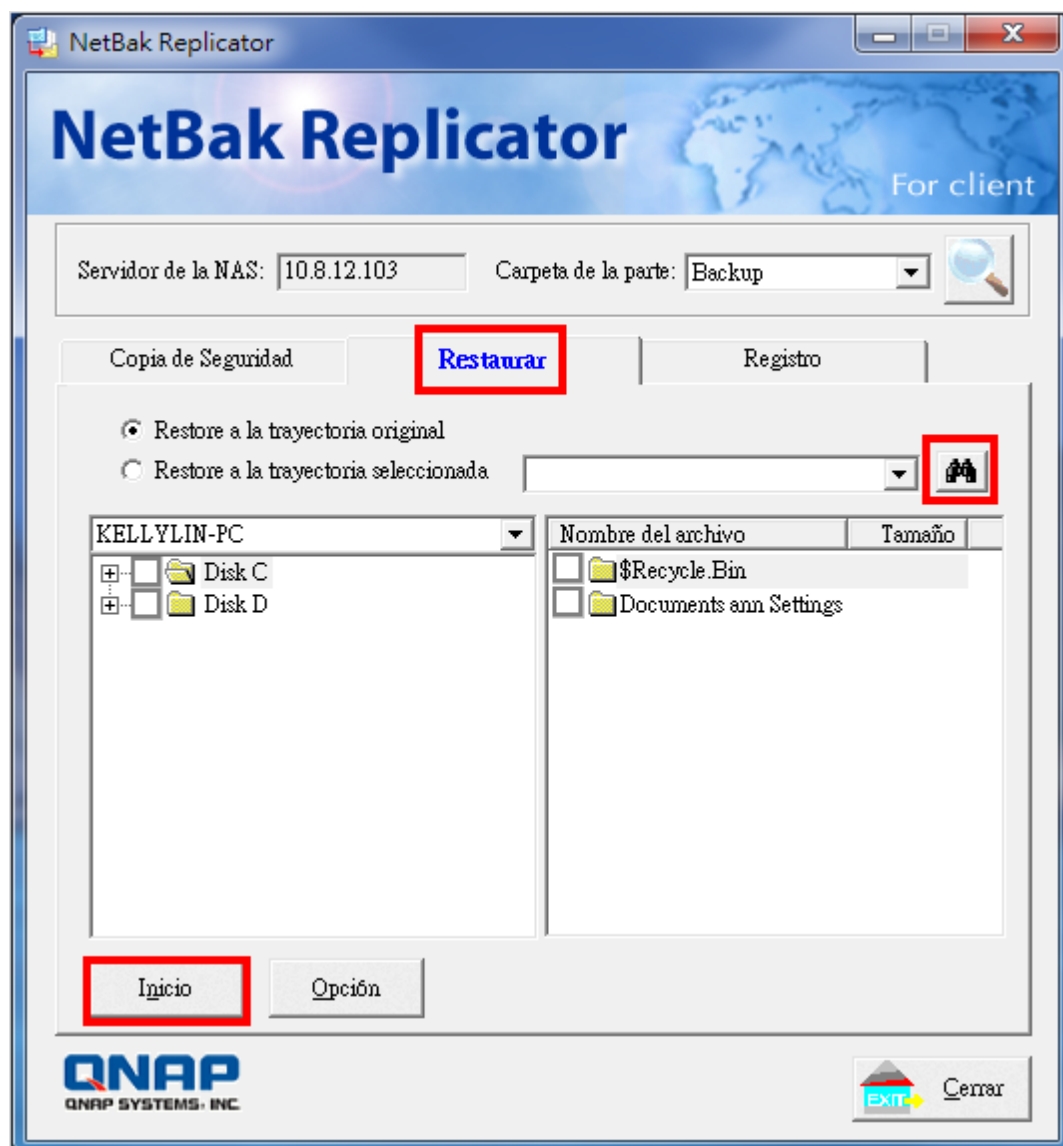 NetBak Replicator
NetBak Replicator
For client
Servidor de la NAS: 10.8.12.103 Carpeta de la parte: Backup
Copia de Seguridad Restaurar Registro
Restore a la trayectoria original
Restore a la trayectoria seleccionada
KELLYLIN-PC Nombre del archivo Tamaño
Disk C $Recycle.Bin
Disk D Documents ann Settings
Inicio Opción
QNAP
QNAP SYSTEMS, INC.
EXIT Cerrar